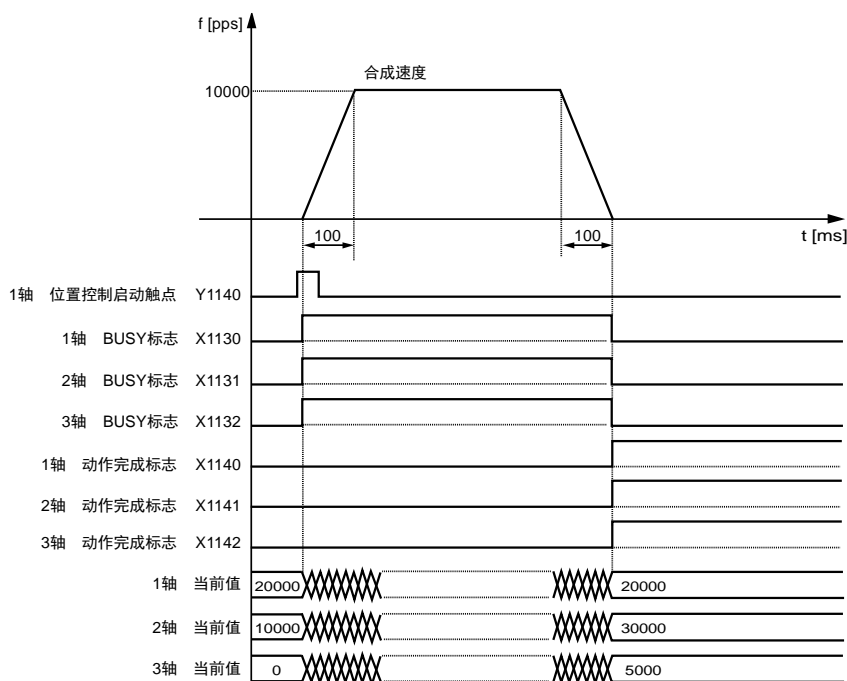 f [pps]
合成速度
10000
100
100
t [ms]
1轴 位置控制启动触点 Y1140
1轴 BUSY标志 X1130
2轴 BUSY标志 X1131
3轴 BUSY标志 X1132
1轴 动作完成标志 X1140
2轴 动作完成标志 X1141
3轴 动作完成标志 X1142
1轴 当前值 20000 20000
2轴 当前值 10000 30000
3轴 当前值 0 5000